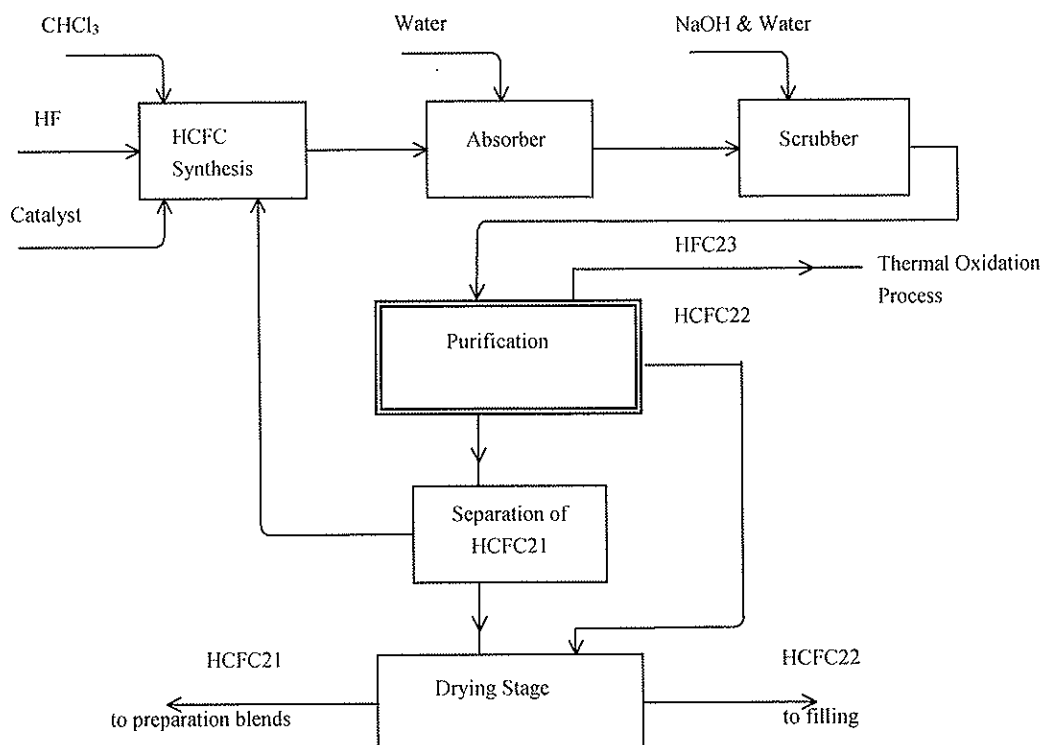 CHCl₃
Water
NaOH & Water
HF
HCFC
Synthesis
Absorber
Scrubber
Catalyst
HFC23
Thermal Oxidation
Process
HCFC22
Purification
Separation of
HCFC21
HCFC21
HCFC22
Drying Stage
to preparation blends
to filling